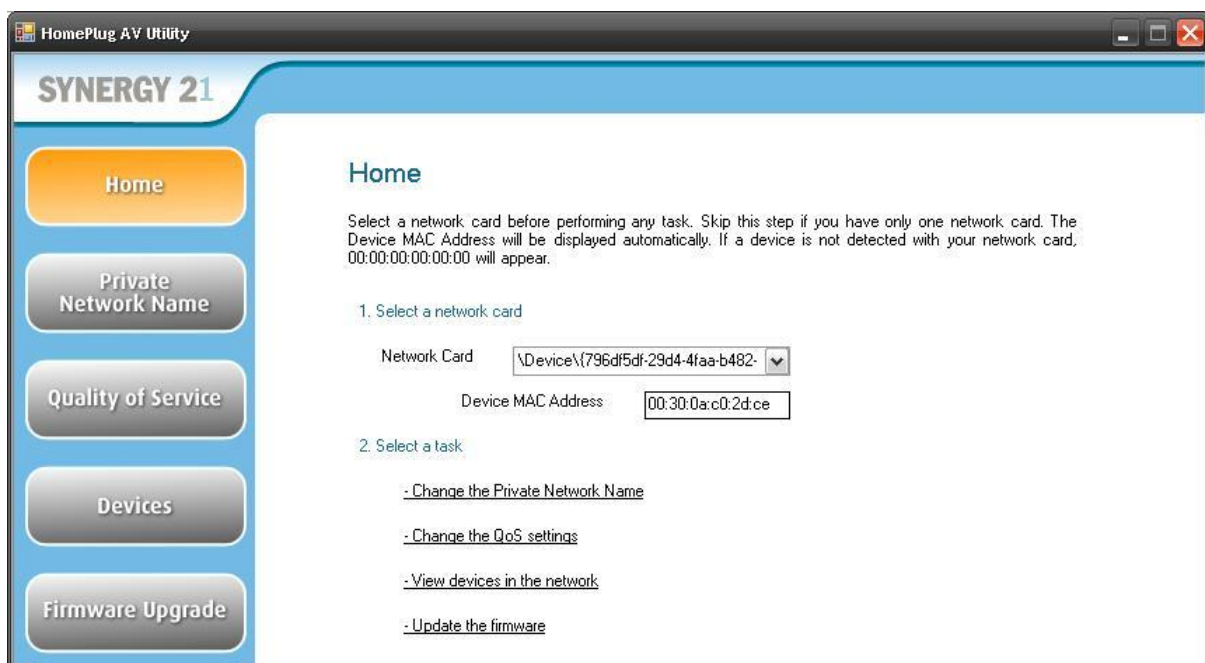 HomePlug AV Utility
SYNERGY 21
Home
Private
Network Name
Quality of Service
Devices
Firmware Upgrade
Home
Select a network card before performing any task. Skip this step if you have only one network card. The
Device MAC Address will be displayed automatically. If a device is not detected with your network card,
00:00:00:00:00:00 will appear.
1. Select a network card
Network Card \Device\{796df5df-29d4-4faa-b482-
Device MAC Address 00:30:0a:c0:2d:ce
2. Select a task
- Change the Private Network Name
- Change the QoS settings
- View devices in the network
- Update the firmware